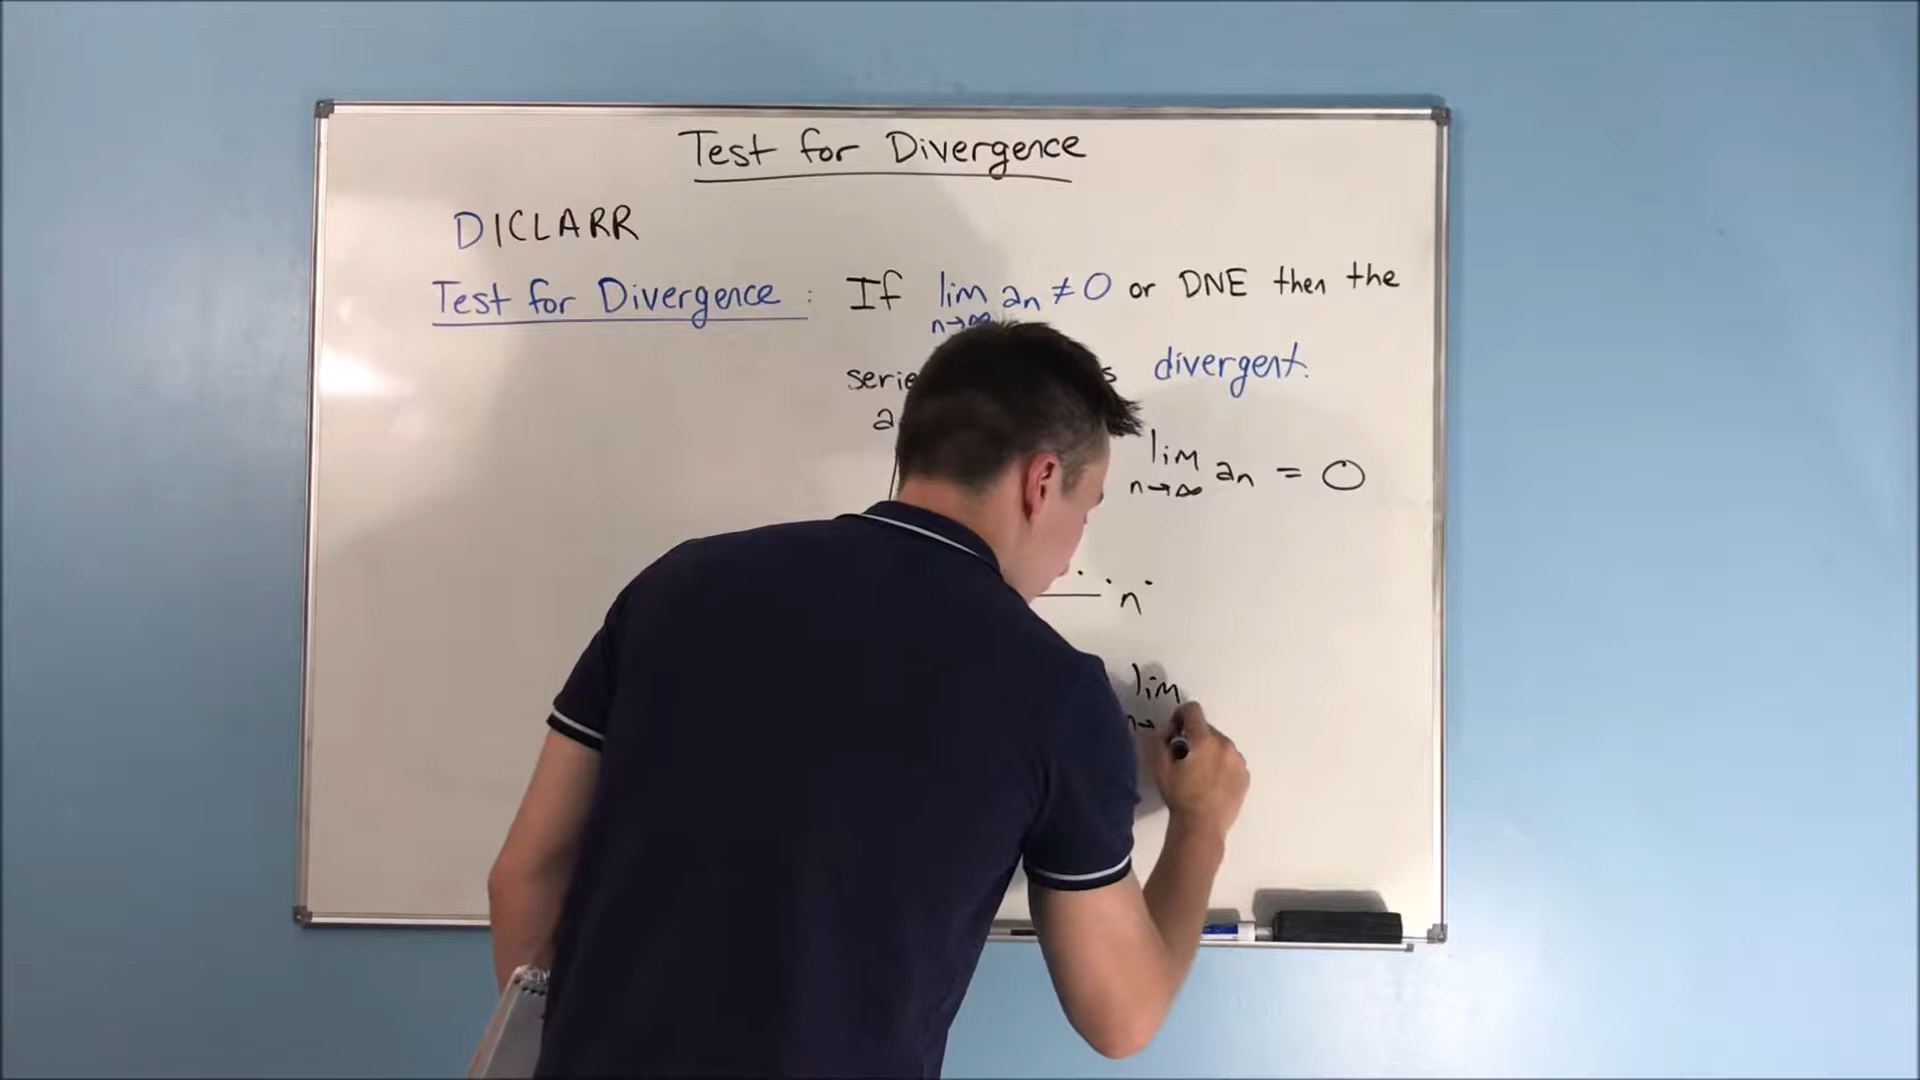 Test for Divergence
DICLARR
Test for Divergence : If lim an ≠ 0 or DNE then the
n→∞
divergent.
a
lim an = 0
n→∞
n
lim
n→